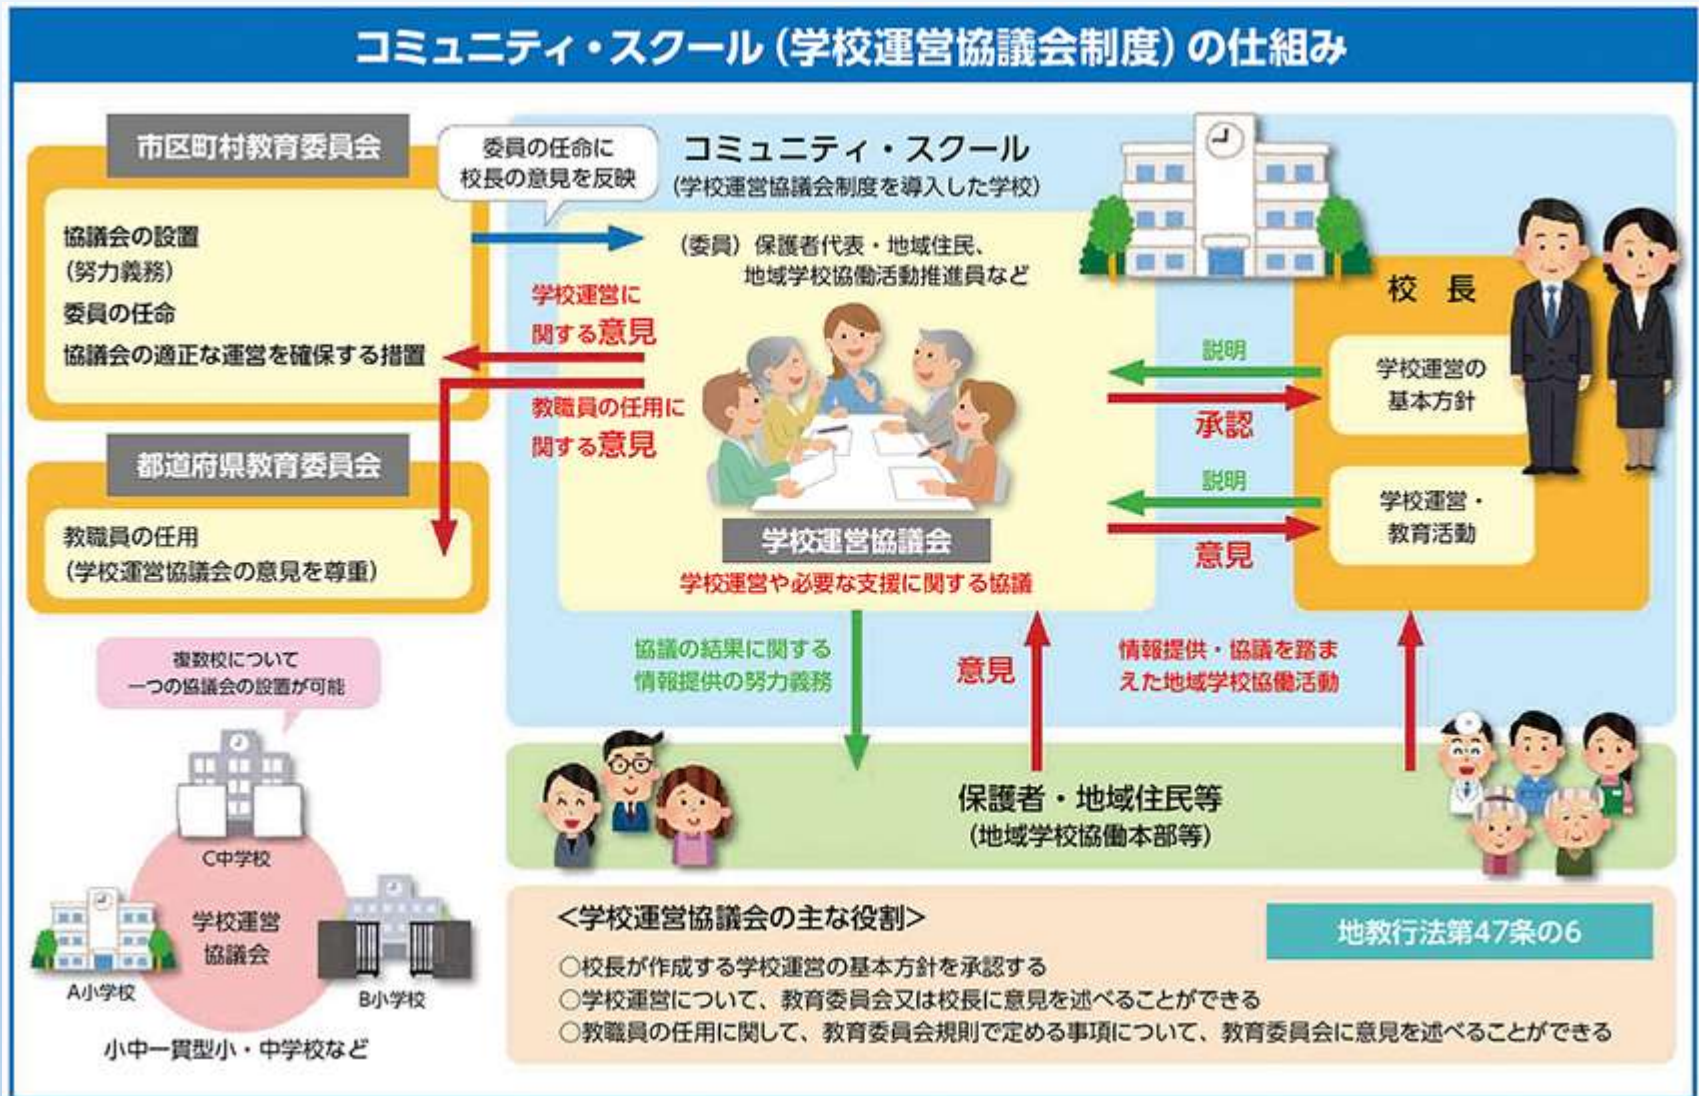 コミュニティ・スクール（学校運営協議会制度）の仕組み
市区町村教育委員会
協議会の設置
（努力義務）
委員の任命
協議会の適正な運営を確保する措置
委員の任命に
校長の意見を反映
コミュニティ・スクール
（学校運営協議会制度を導入した学校）
（委員）保護者代表・地域住民、
地域学校協働活動推進員など
学校運営に
関する意見
教職員の任用に
関する意見
都道府県教育委員会
教職員の任用
（学校運営協議会の意見を尊重）
学校運営協議会
学校運営や必要な支援に関する協議
校長
説明
承認
学校運営の
基本方針
説明
意見
学校運営・
教育活動
協議の結果に関する
情報提供の努力義務
意見
情報提供・協議を踏ま
えた地域学校協働活動
保護者・地域住民等
（地域学校協働本部等）
複数校について
一つの協議会の設置が可能
C中学校
学校運営
協議会
A小学校
B小学校
小中一貫型小・中学校など
＜学校運営協議会の主な役割＞
地教行法第47条の6
○校長が作成する学校運営の基本方針を承認する
○学校運営について、教育委員会又は校長に意見を述べることができる
○教職員の任用に関して、教育委員会規則で定める事項について、教育委員会に意見を述べることができる